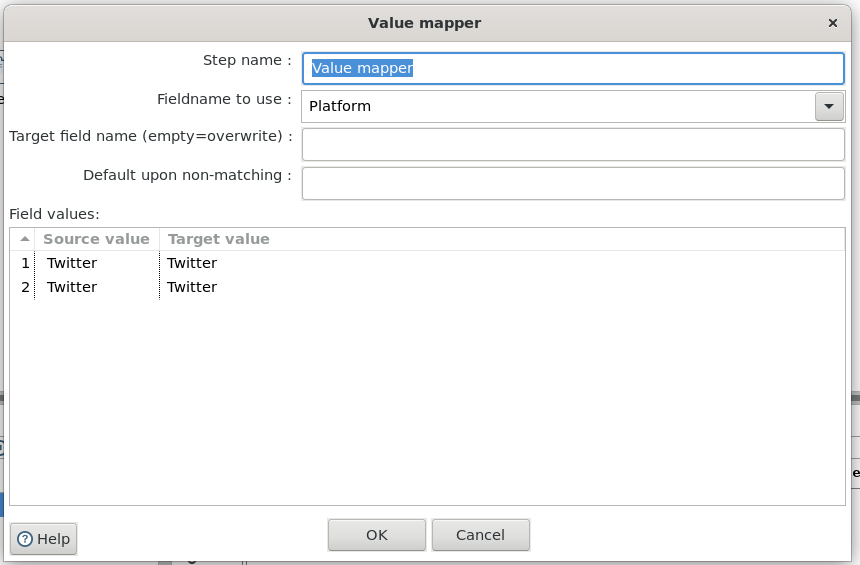 Value mapper
Step name :
Value mapper
Fieldname to use :
Platform
Target field name (empty=overwrite) :
Default upon non-matching :
Field values:
Source value Target value
1 Twitter Twitter
2 Twitter Twitter
Help
OK
Cancel